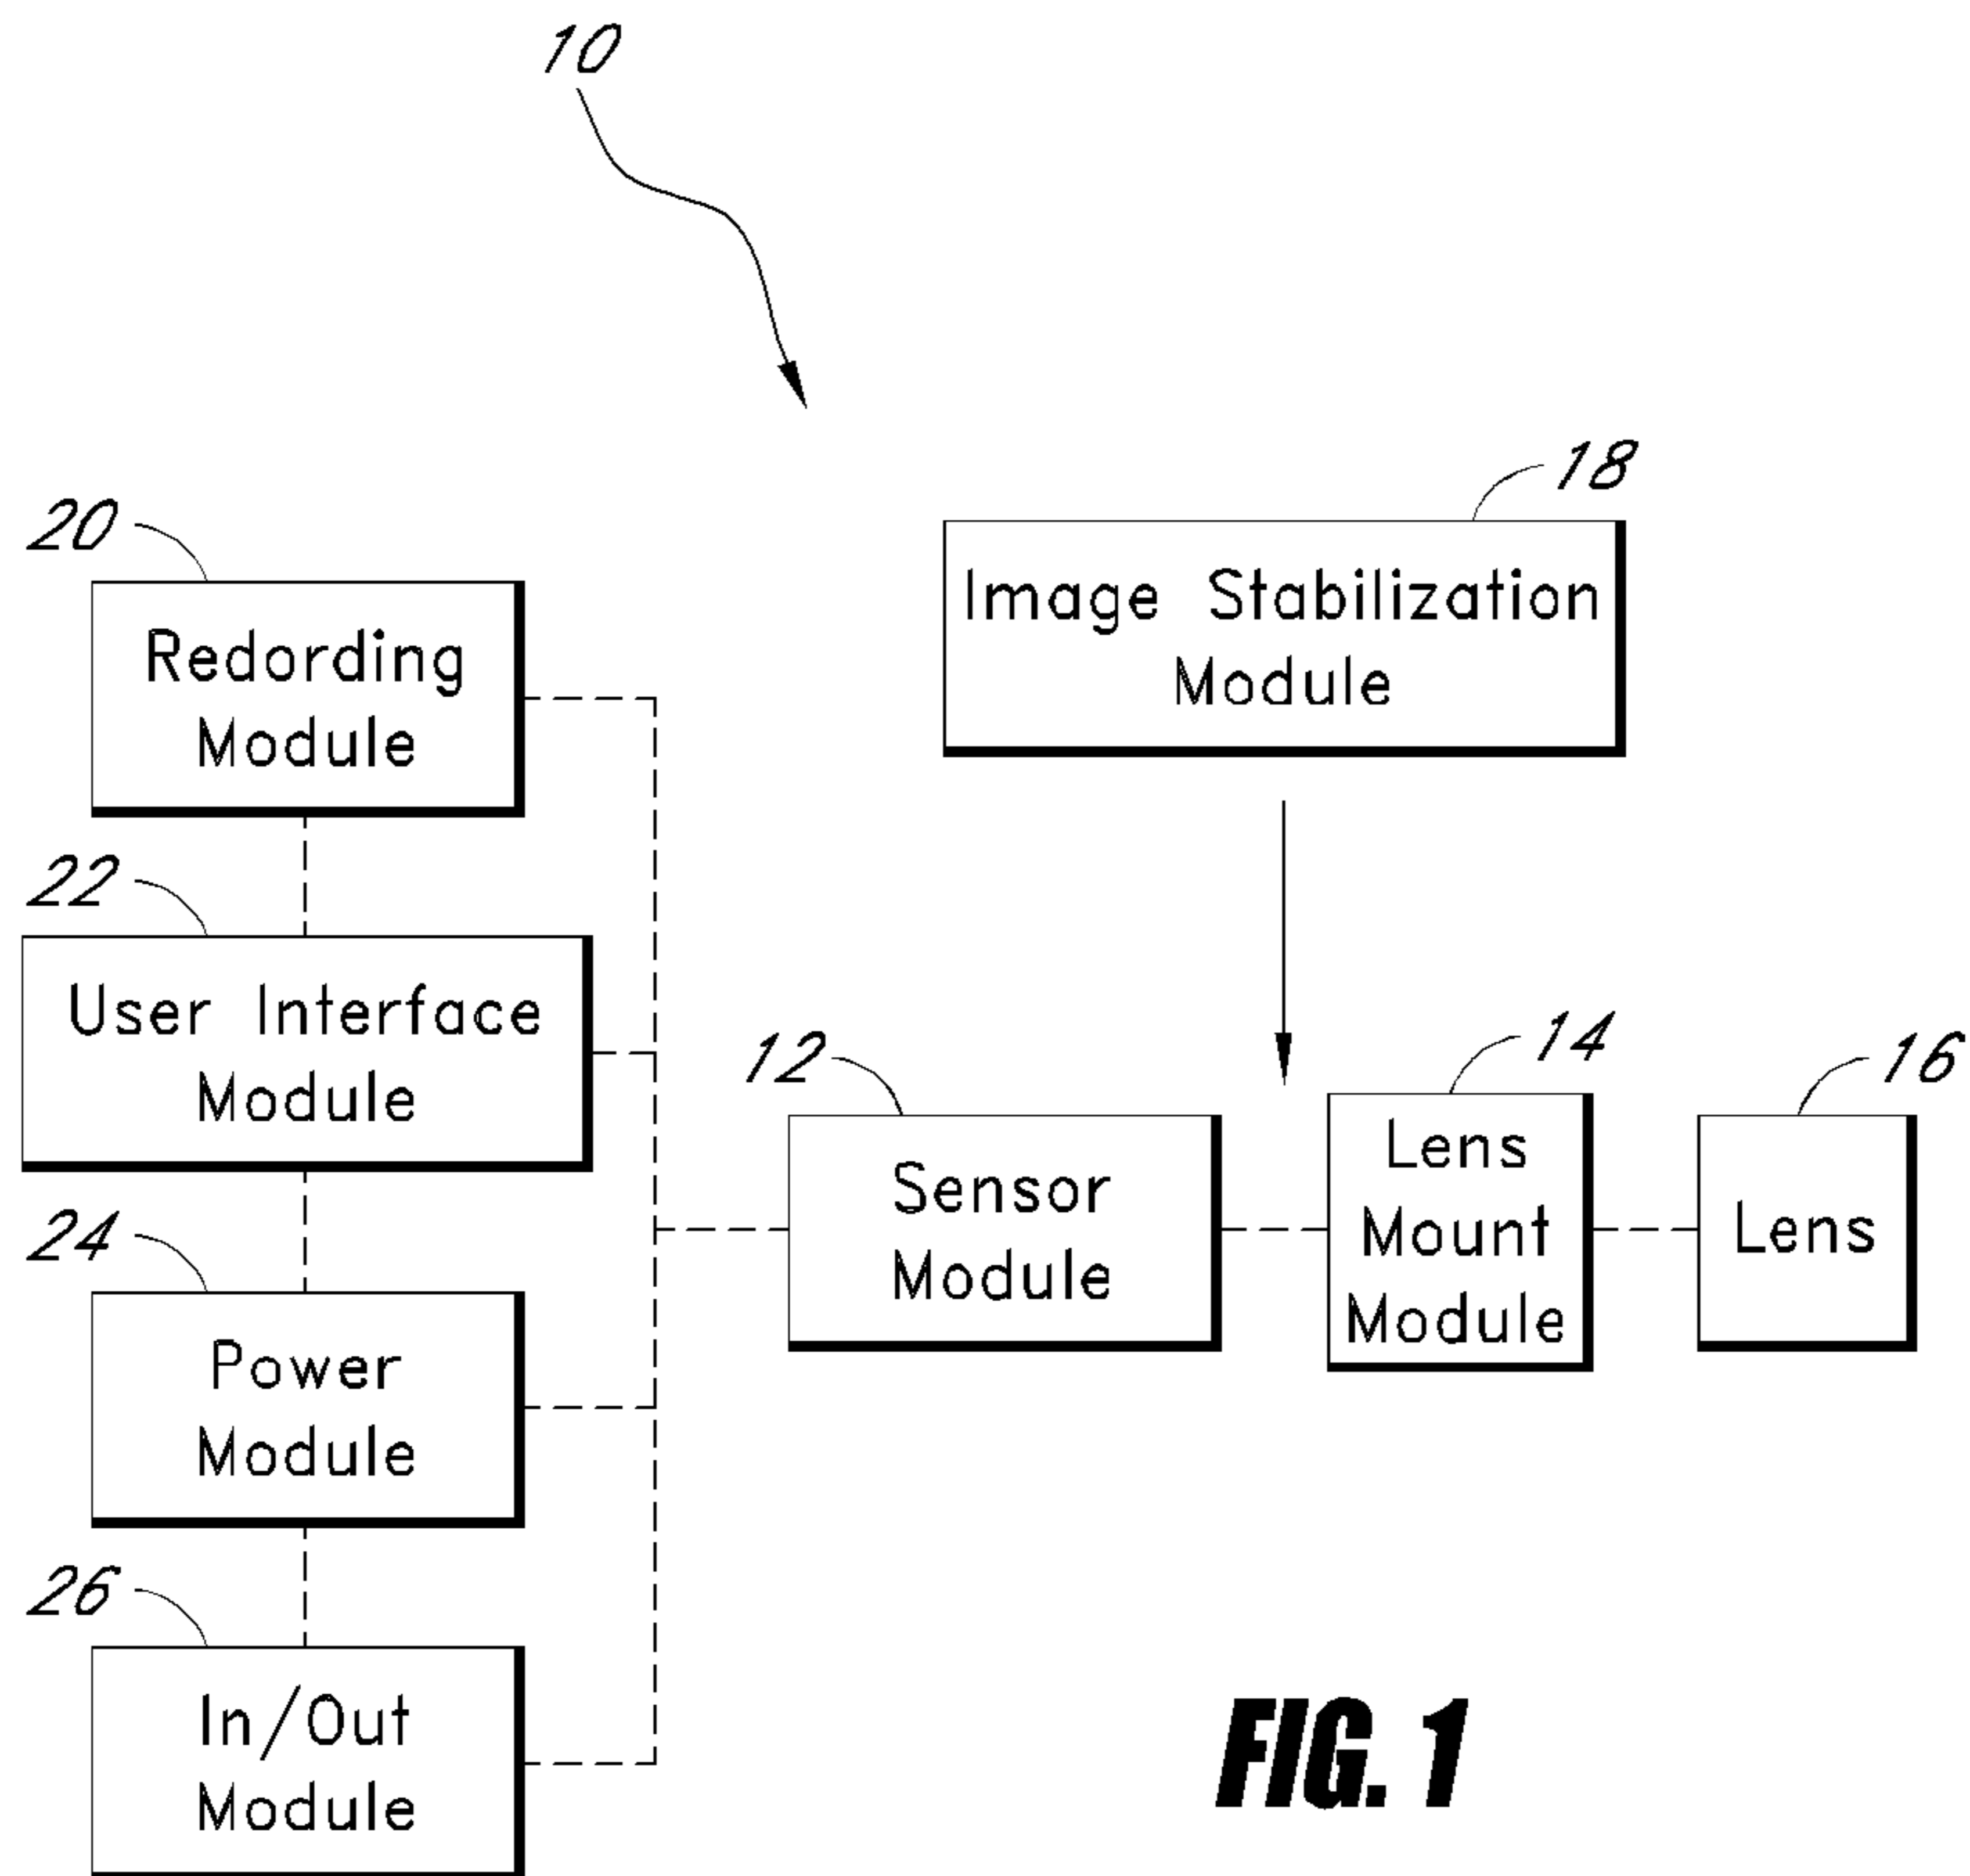 10
18
Image Stabilization
Module
20
Redording
Module
22
User Interface
Module
12
Sensor
Module
14
Lens
Mount
Module
16
Lens
24
Power
Module
26
In/Out
Module
FIG. 1